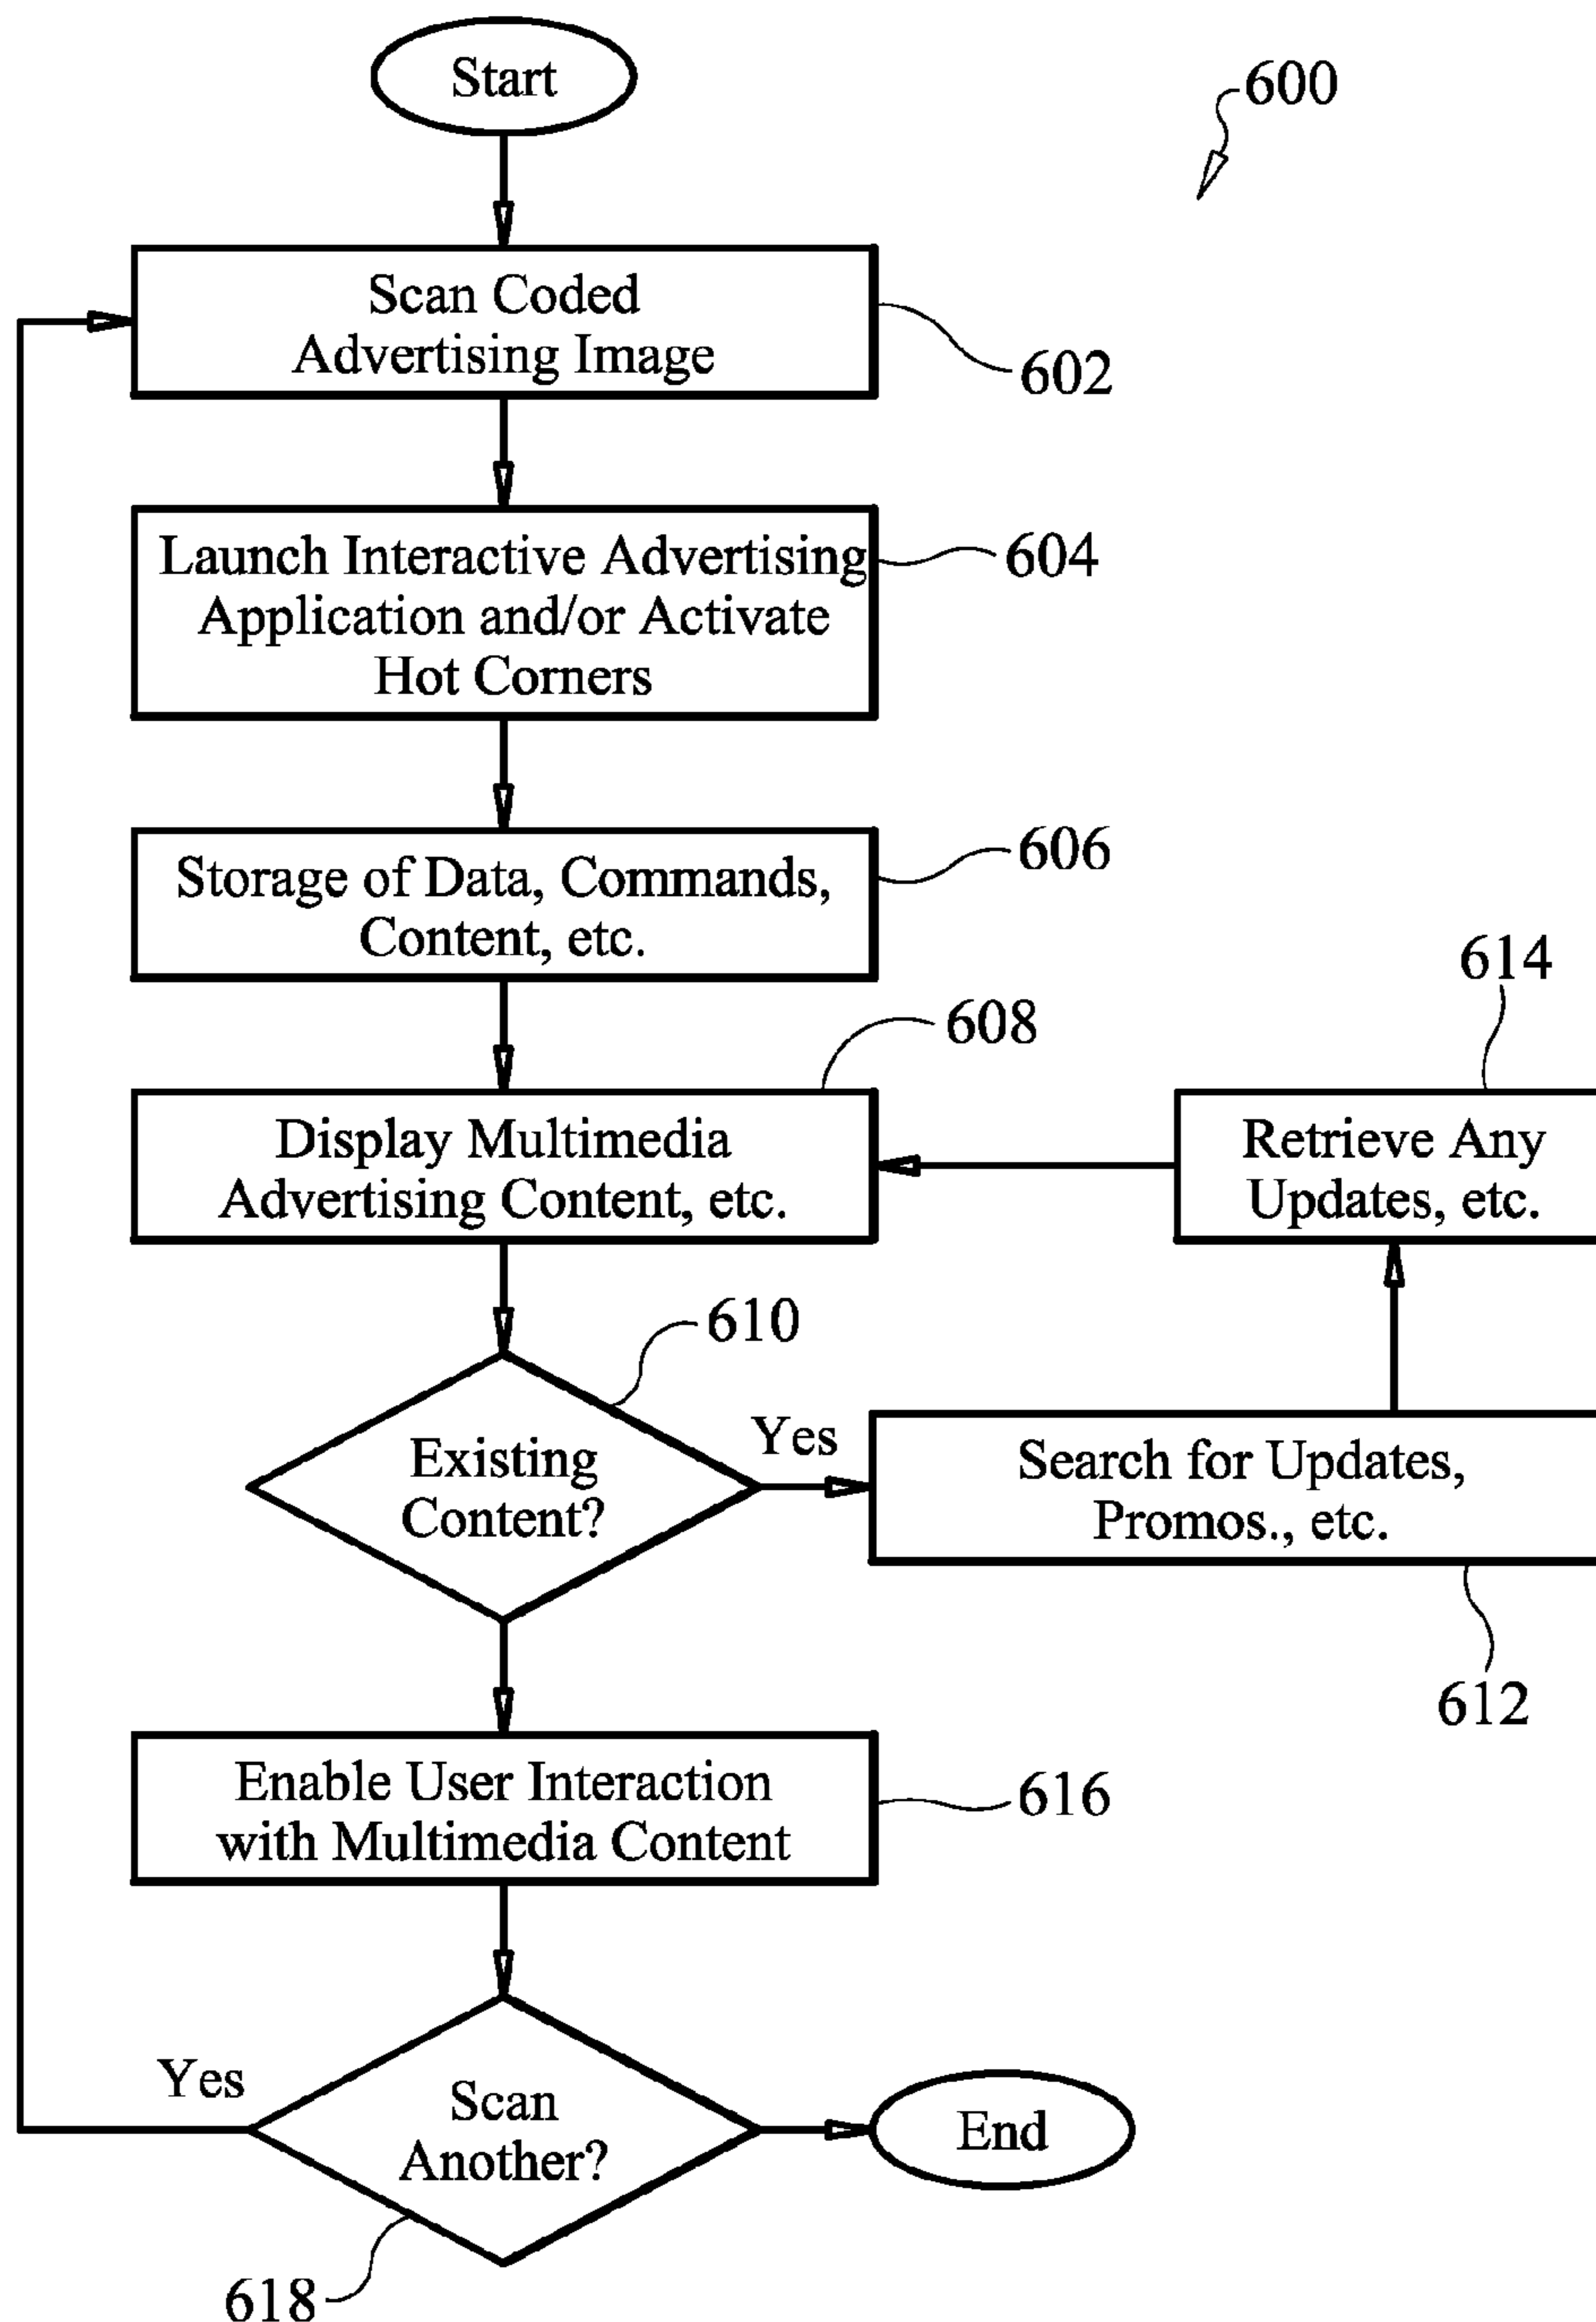 Start
600
Scan Coded
Advertising Image
602
Launch Interactive Advertising
Application and/or Activate
Hot Corners
604
Storage of Data, Commands,
Content, etc.
606
608
614
Display Multimedia
Advertising Content, etc.
Retrieve Any
Updates, etc.
610
Existing
Content?
Yes
Search for Updates,
Promos., etc.
612
Enable User Interaction
with Multimedia Content
616
Yes
Scan
Another?
End
618